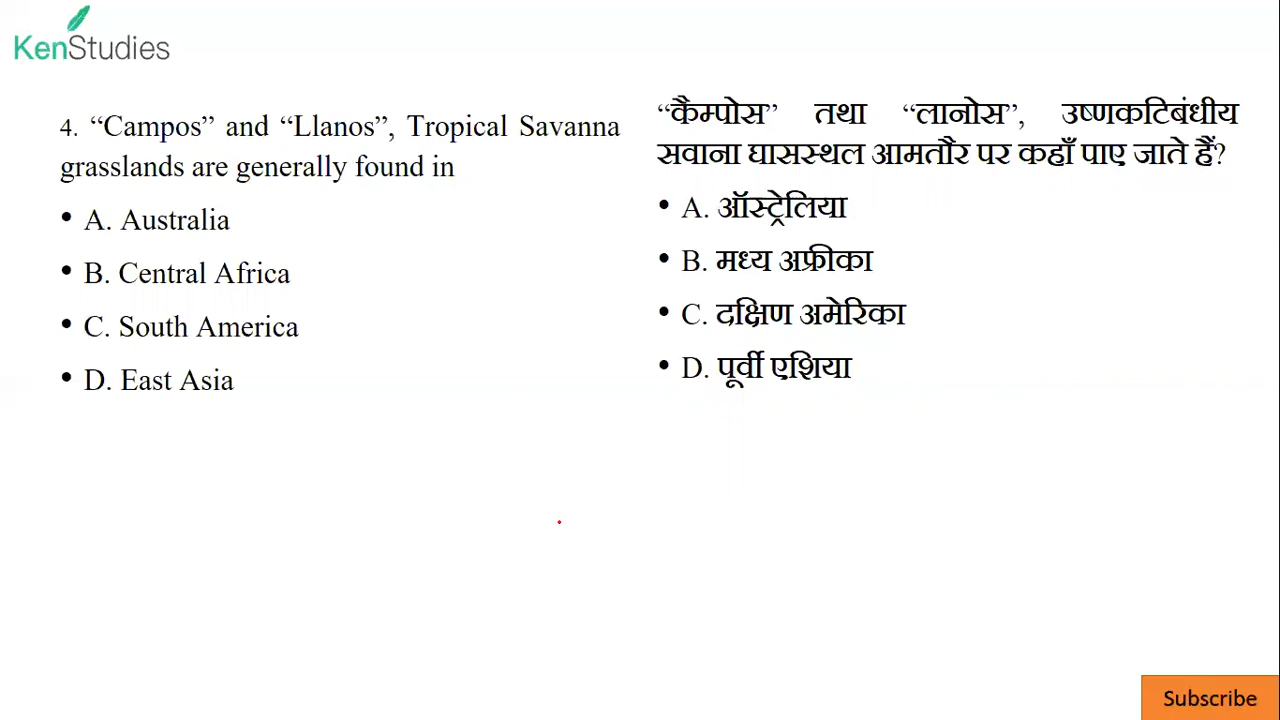 KenStudies
4. “Campos” and “Llanos”, Tropical Savanna
grasslands are generally found in
• A. Australia
• B. Central Africa
• C. South America
• D. East Asia
“कैम्पोस” तथा “लानोस”, उष्णकटिबंधीय
सवाना घासस्थल आमतौर पर कहाँ पाए जाते हैं?
• A. ऑस्ट्रेलिया
• B. मध्य अफ्रीका
• C. दक्षिण अमेरिका
• D. पूर्वी एशिया
Subscribe